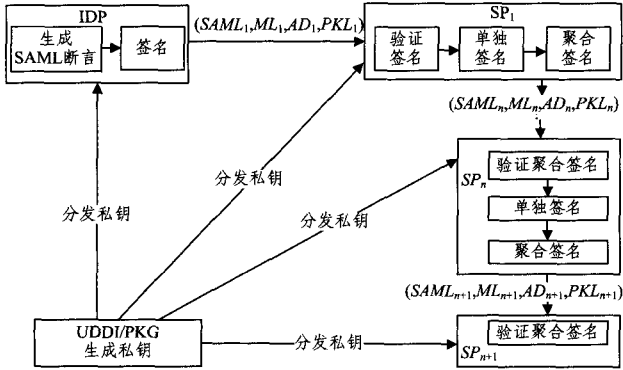 IDP
生成
SAML断言
签名
(SAML₁,ML₁,AD₁,PKL₁)
SP₁
验证
签名
单独
签名
聚合
签名
(SAMLₙ,MLₙ,ADₙ,PKLₙ)
SPₙ
验证聚合签名
单独签名
聚合签名
分发私钥
分发私钥
分发私钥
(SAMLₙ₊₁,MLₙ₊₁,ADₙ₊₁,PKLₙ₊₁)
UDDI/PKG
生成私钥
分发私钥
验证聚合签名
SPₙ₊₁